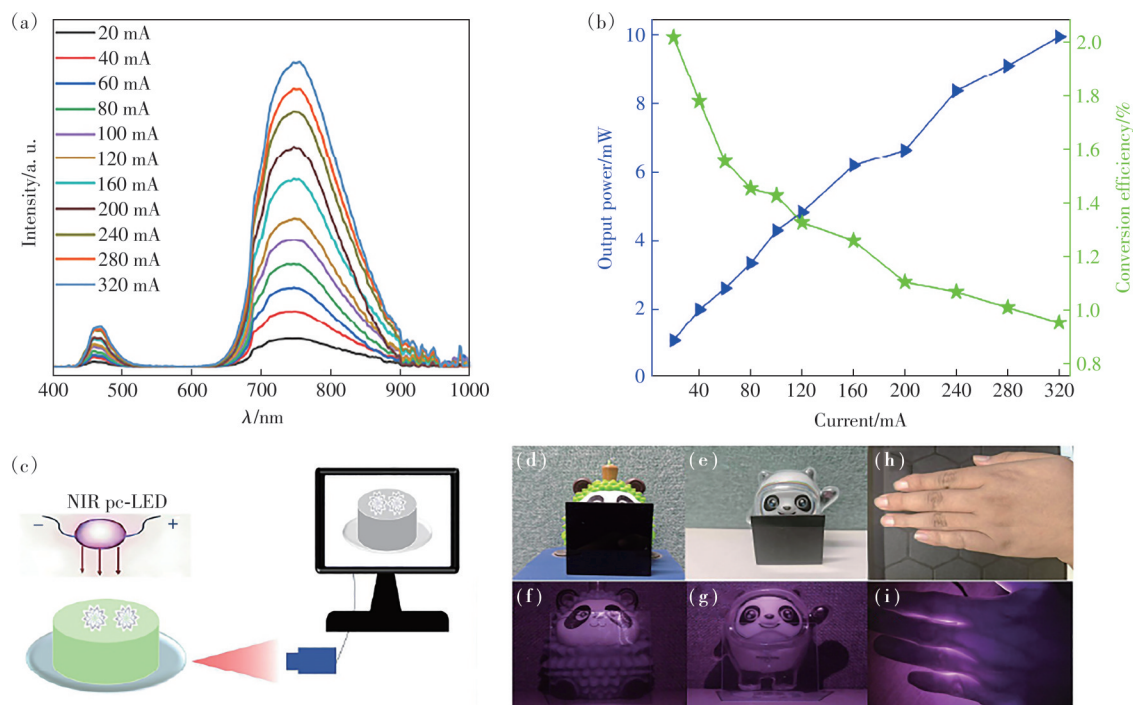 (a)
20 mA
40 mA
60 mA
80 mA
100 mA
120 mA
160 mA
200 mA
240 mA
280 mA
320 mA
Intensity/a. u.
400 500 600 700 800 900 1000
λ/nm
(b)
10
8
6
4
2
0
Output power/mW
2.0
1.8
1.6
1.4
1.2
1.0
0.8
Conversion efficiency/%
40 80 120 160 200 240 280 320
Current/mA
(c)
NIR pc-LED
− +
(d) (e) (h)
(f) (g) (i)